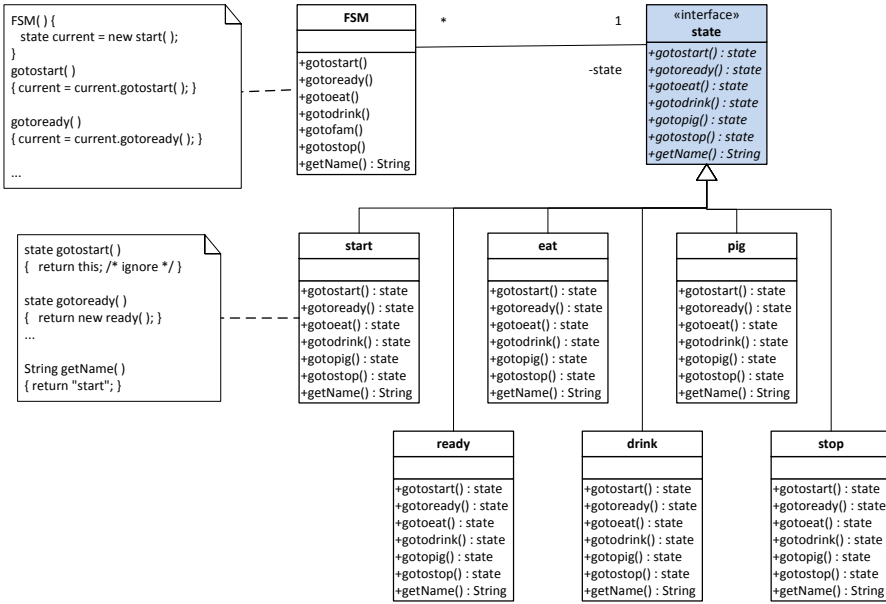 FSM( ) {
state current = new start( );
}
gotostart( )
{ current = current.gotostart( ); }
gotoready( )
{ current = current.gotoready( ); }
...
FSM
+gotostart()
+gotoready()
+gotoeat()
+gotodrink()
+gotofam()
+gotostop()
+getName() : String
*
1
-state
«interface»
state
+gotostart() : state
+gotoready() : state
+gotoeat() : state
+gotodrink() : state
+gotopig() : state
+gotostop() : state
+getName() : String
state gotostart( )
{ return this; /* ignore */ }
state gotoready( )
{ return new ready( ); }
...
String getName( )
{ return "start"; }
start
+gotostart() : state
+gotoready() : state
+gotoeat() : state
+gotodrink() : state
+gotopig() : state
+gotostop() : state
+getName() : String
eat
+gotostart() : state
+gotoready() : state
+gotoeat() : state
+gotodrink() : state
+gotopig() : state
+gotostop() : state
+getName() : String
pig
+gotostart() : state
+gotoready() : state
+gotoeat() : state
+gotodrink() : state
+gotopig() : state
+gotostop() : state
+getName() : String
ready
+gotostart() : state
+gotoready() : state
+gotoeat() : state
+gotodrink() : state
+gotopig() : state
+gotostop() : state
+getName() : String
drink
+gotostart() : state
+gotoready() : state
+gotoeat() : state
+gotodrink() : state
+gotopig() : state
+gotostop() : state
+getName() : String
stop
+gotostart() : state
+gotoready() : state
+gotoeat() : state
+gotodrink() : state
+gotopig() : state
+gotostop() : state
+getName() : String